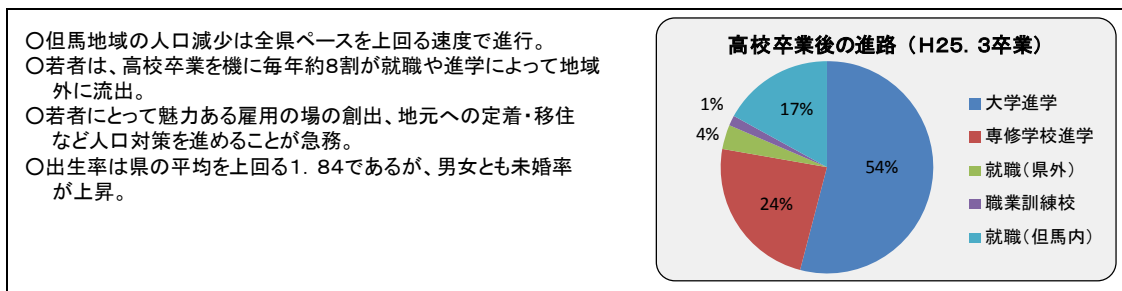 ○但馬地域の人口減少は全県ペースを上回る速度で進行。
○若者は、高校卒業を機に毎年約8割が就職や進学によって地域
外に流出。
○若者にとって魅力ある雇用の場の創出、地元への定着・移住
など人口対策を進めることが急務。
○出生率は県の平均を上回る1．84であるが、男女とも未婚率
が上昇。
高校卒業後の進路（H25．3卒業）
54%
24%
4%
1%
17%
大学進学
専修学校進学
就職（県外）
職業訓練校
就職（但馬内）